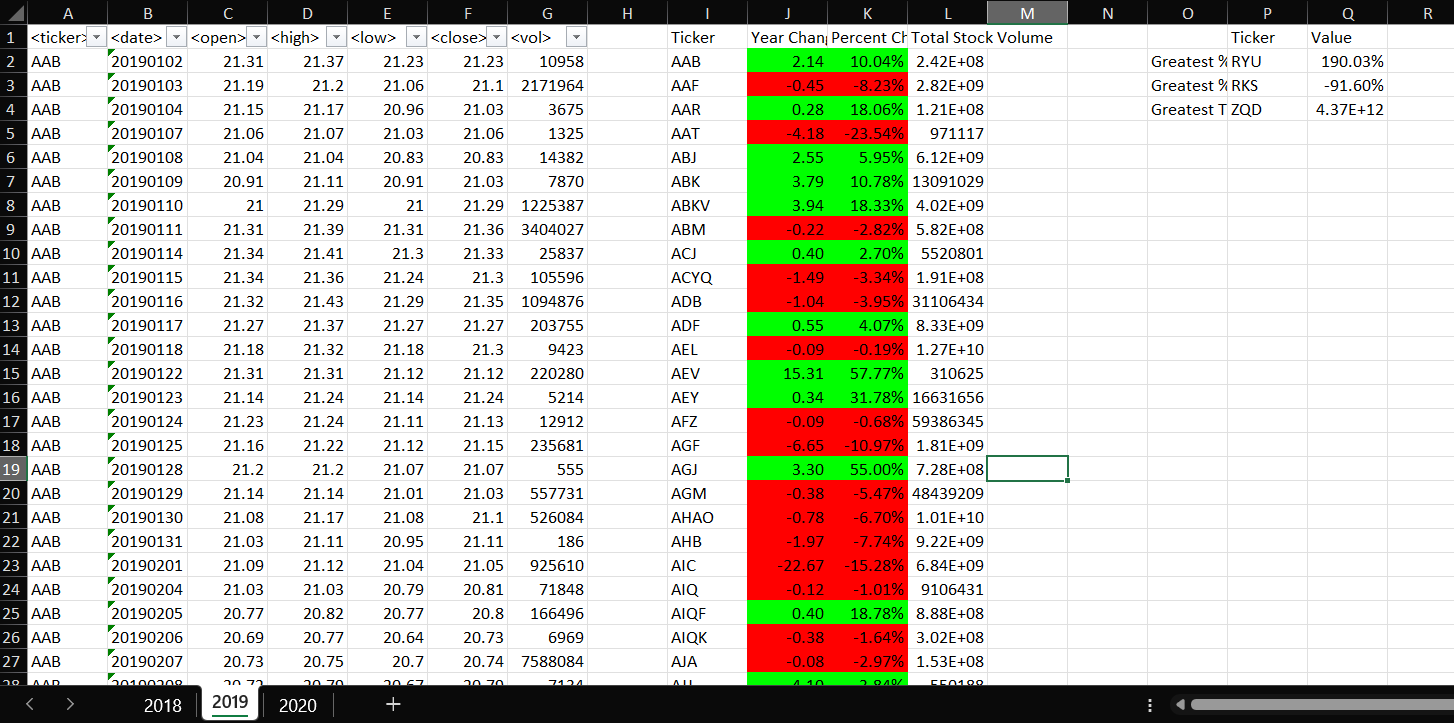 A B C D E F G H I J K L M N O P Q R
1 <ticker> <date> <open> <high> <low> <close> <vol> Ticker Year Chan Percent Ch Total Stock Volume Ticker Value
2 AAB 20190102 21.31 21.37 21.23 21.23 10958 AAB 2.14 10.04% 2.42E+08 Greatest % RYU 190.03%
3 AAB 20190103 21.19 21.2 21.06 21.1 2171964 AAF -0.45 -8.23% 2.82E+09 Greatest % RKS -91.60%
4 AAB 20190104 21.15 21.17 20.96 21.03 3675 AAR 0.28 18.06% 1.21E+08 Greatest T ZQD 4.37E+12
5 AAB 20190107 21.06 21.07 21.03 21.06 1325 AAT -4.18 -23.54% 971117
6 AAB 20190108 21.04 21.04 20.83 20.83 14382 ABJ 2.55 5.95% 6.12E+09
7 AAB 20190109 20.91 21.11 20.91 21.03 7870 ABK 3.79 10.78% 13091029
8 AAB 20190110 21 21.29 21 21.29 1225387 ABKV 3.94 18.33% 4.02E+09
9 AAB 20190111 21.31 21.39 21.31 21.36 3404027 ABM -0.22 -2.82% 5.82E+08
10 AAB 20190114 21.34 21.41 21.3 21.33 25837 ACJ 0.40 2.70% 5520801
11 AAB 20190115 21.34 21.36 21.24 21.3 105596 ACYQ -1.49 -3.34% 1.91E+08
12 AAB 20190116 21.32 21.43 21.29 21.35 1094876 ADB -1.04 -3.95% 31106434
13 AAB 20190117 21.27 21.37 21.27 21.27 203755 ADF 0.55 4.07% 8.33E+09
14 AAB 20190118 21.18 21.32 21.18 21.3 9423 AEL -0.09 -0.19% 1.27E+10
15 AAB 20190122 21.31 21.31 21.12 21.12 220280 AEV 15.31 57.77% 310625
16 AAB 20190123 21.14 21.24 21.14 21.24 5214 AEY 0.34 31.78% 16631656
17 AAB 20190124 21.23 21.24 21.11 21.13 12912 AFZ -0.09 -0.68% 59386345
18 AAB 20190125 21.16 21.22 21.12 21.15 235681 AGF -6.65 -10.97% 1.81E+09
19 AAB 20190128 21.2 21.2 21.07 21.07 555 AGJ 3.30 55.00% 7.28E+08
20 AAB 20190129 21.14 21.14 21.01 21.03 557731 AGM -0.38 -5.47% 48439209
21 AAB 20190130 21.08 21.17 21.08 21.1 526084 AHAO -0.78 -6.70% 1.01E+10
22 AAB 20190131 21.03 21.11 20.95 21.11 186 AHB -1.97 -7.74% 9.22E+09
23 AAB 20190201 21.09 21.12 21.04 21.05 925610 AIC -22.67 -15.28% 6.84E+09
24 AAB 20190204 21.03 21.03 20.79 20.81 71848 AIQ -0.12 -1.01% 9106431
25 AAB 20190205 20.77 20.82 20.77 20.8 166496 AIQF 0.40 18.78% 8.88E+08
26 AAB 20190206 20.69 20.77 20.64 20.73 6969 AIQK -0.38 -1.64% 3.02E+08
27 AAB 20190207 20.73 20.75 20.7 20.74 7588084 AJA -0.08 -2.97% 1.53E+08
28 AAB 20190208
2018 2019 2020